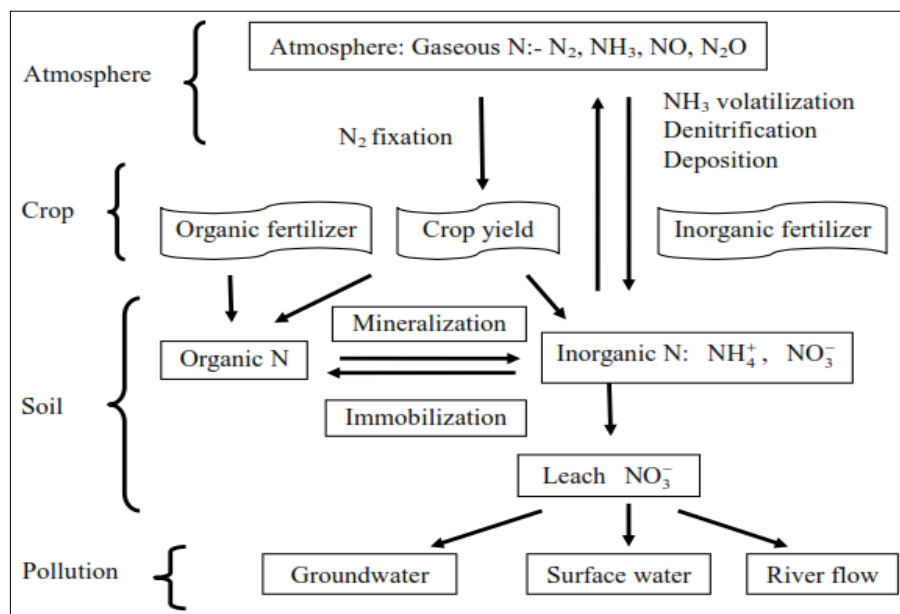 Atmosphere: Gaseous N:- N₂, NH₃, NO, N₂O
Atmosphere
NH₃ volatilization
Denitrification
Deposition
N₂ fixation
Crop
Organic fertilizer
Crop yield
Inorganic fertilizer
Mineralization
Organic N
Inorganic N: NH₄⁺, NO₃⁻
Soil
Immobilization
Leach NO₃⁻
Pollution
Groundwater
Surface water
River flow